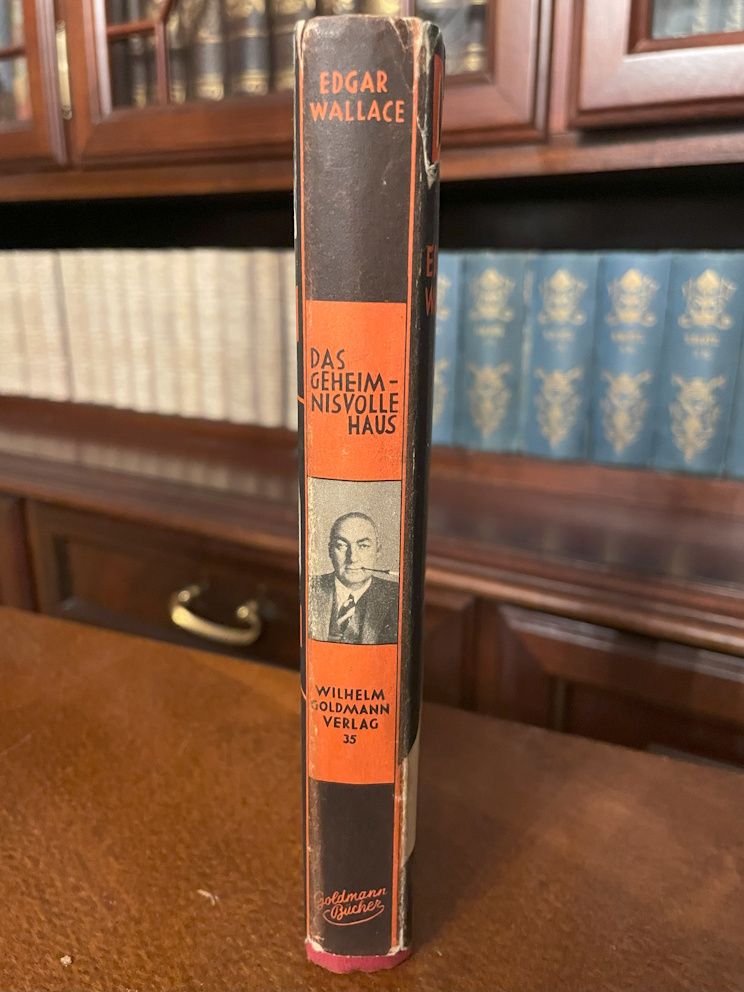 EDGAR
WALLACE
DAS
GEHEIM-
NISVOLLE
HAUS
WILHELM
GOLDMANN
VERLAG
35
Goldmann
Bücher